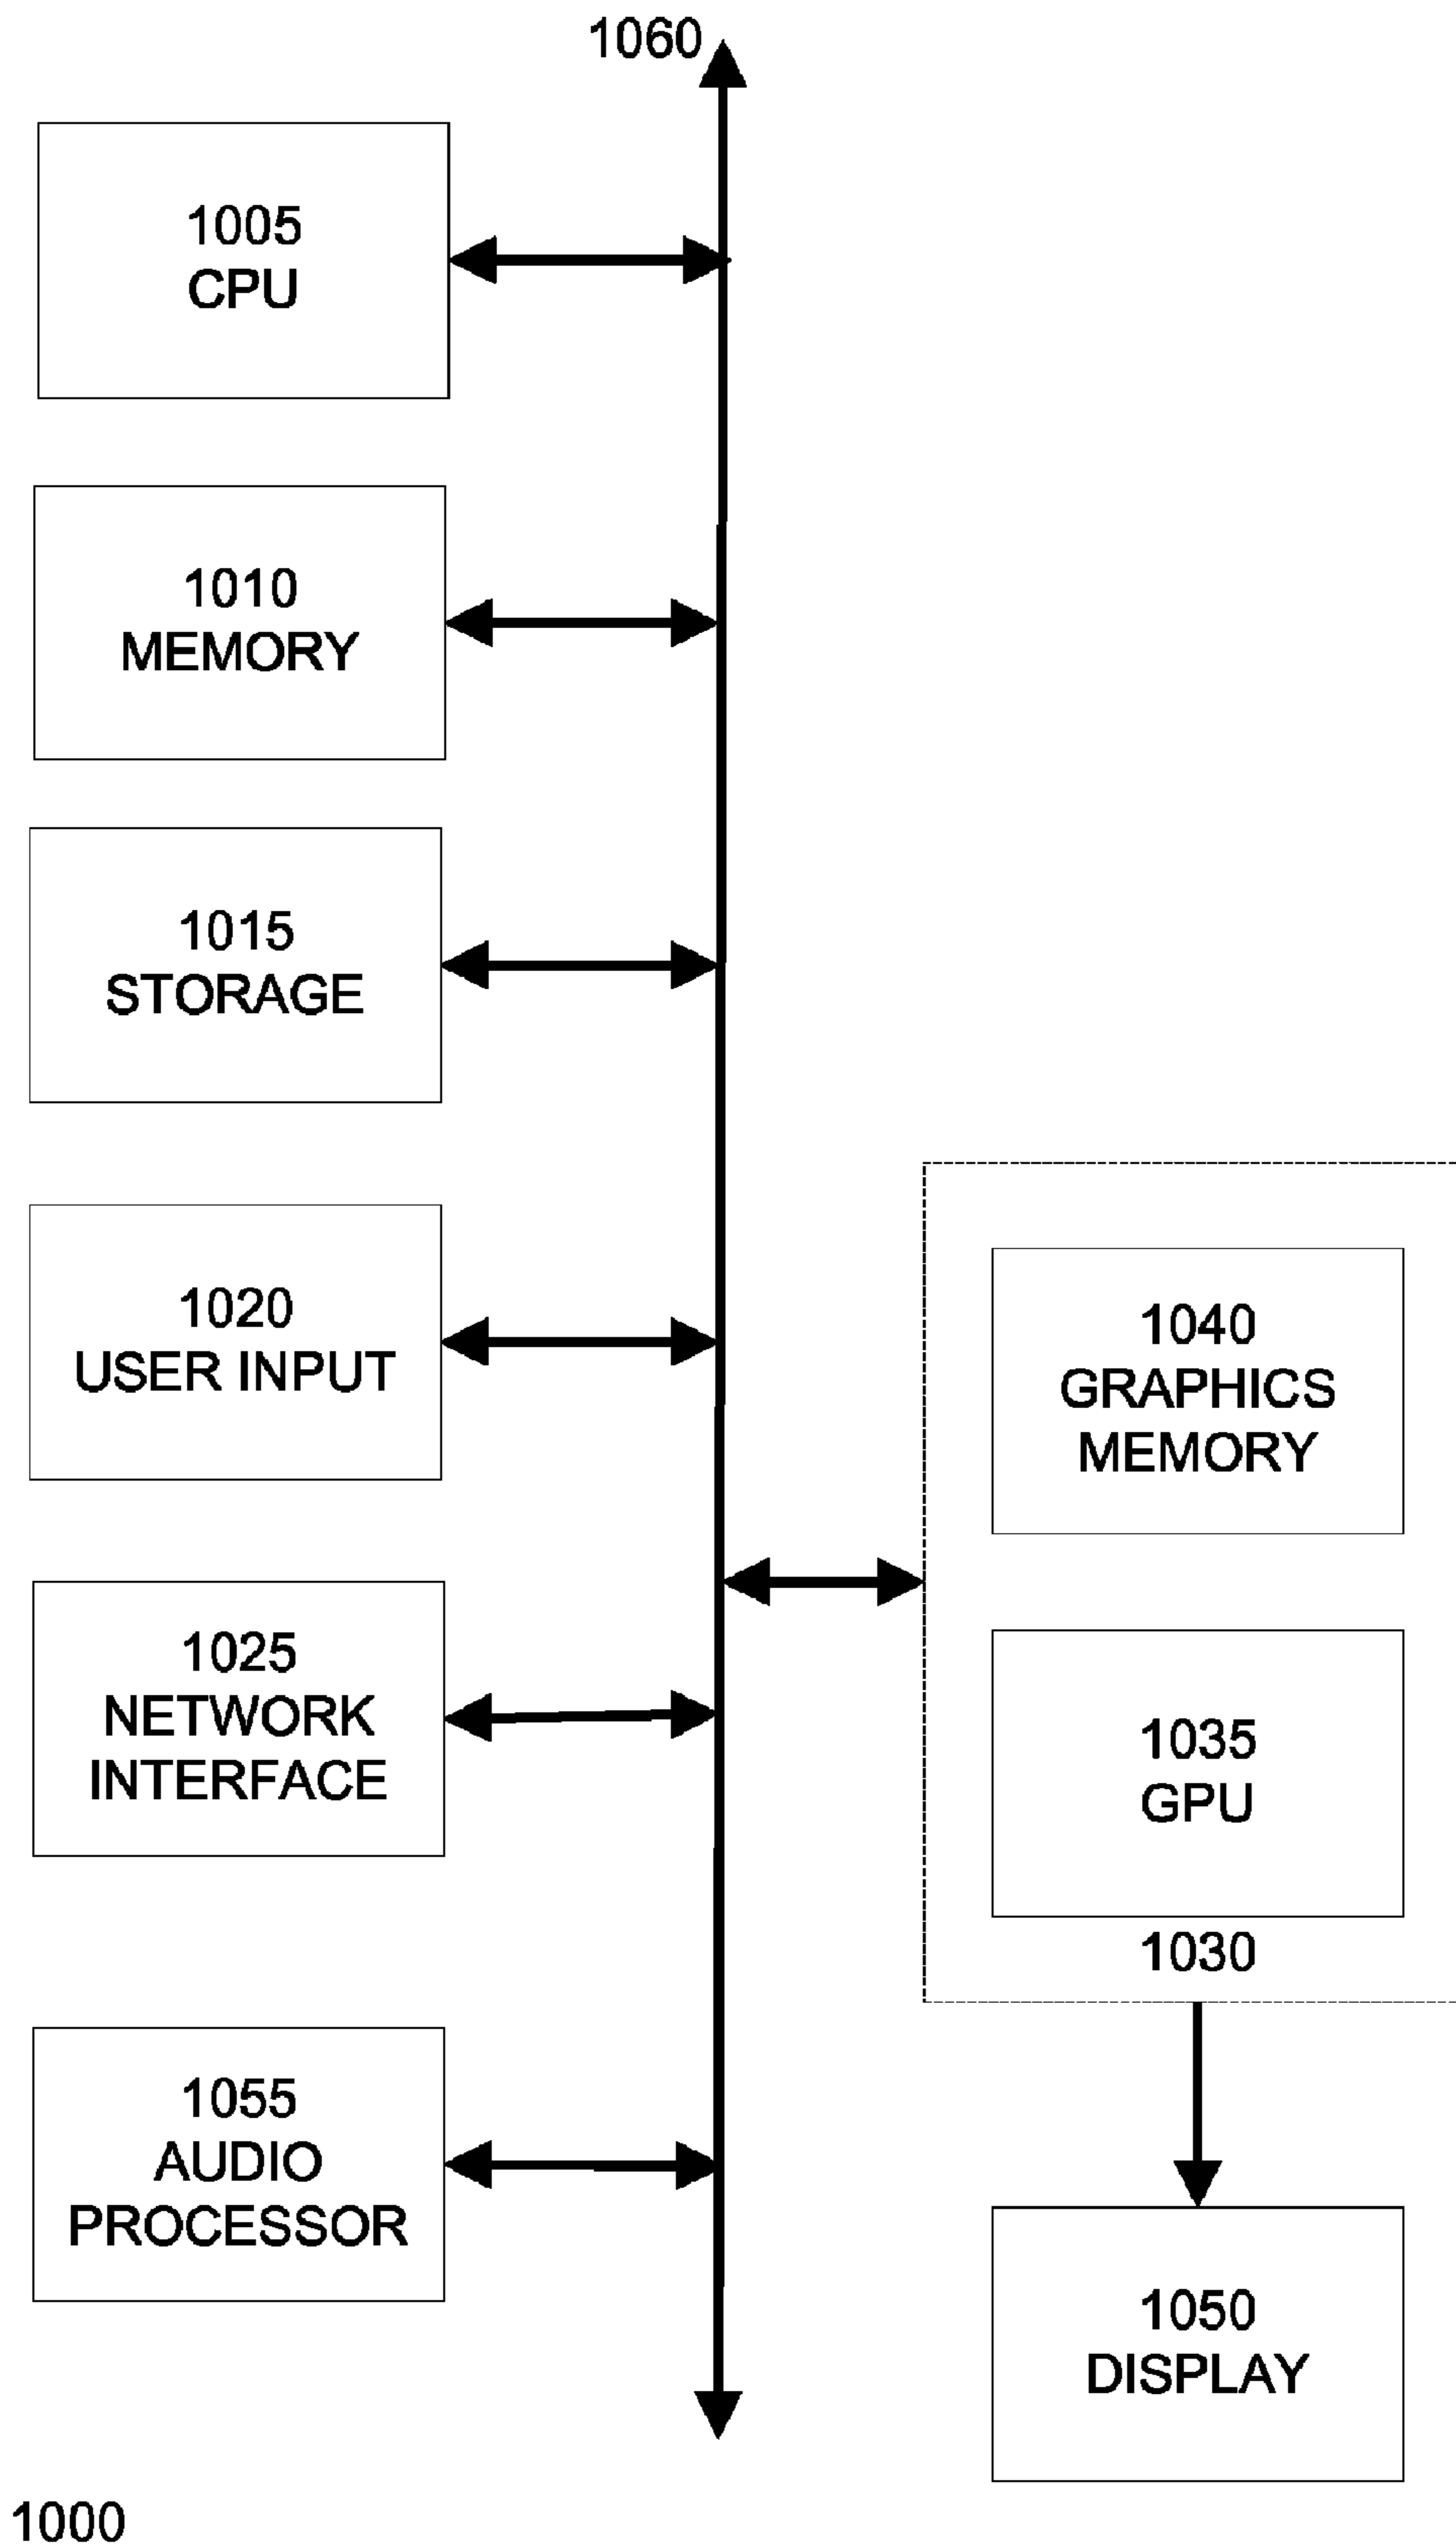 1060
1005
CPU
1010
MEMORY
1015
STORAGE
1020
USER INPUT
1025
NETWORK
INTERFACE
1055
AUDIO
PROCESSOR
1040
GRAPHICS
MEMORY
1035
GPU
1030
1050
DISPLAY
1000